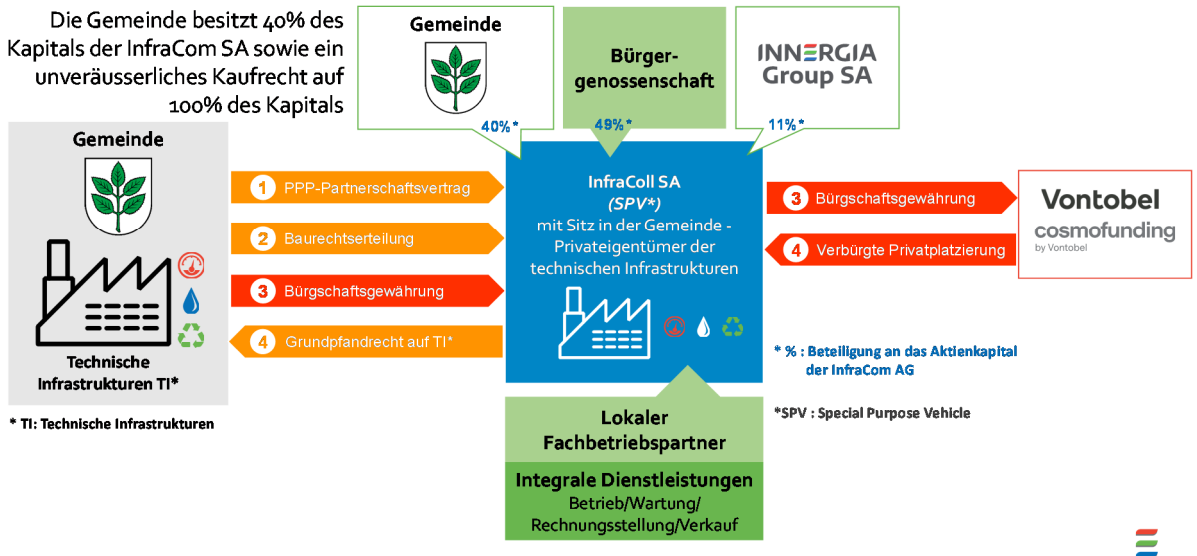 Die Gemeinde besitzt 40% des
Kapitals der InfraCom SA sowie ein
unveräusserliches Kaufrecht auf
100% des Kapitals
Gemeinde
40%*
Bürger-
genossenschaft
49%*
INNERGIA
Group SA
11%*
Gemeinde
Technische
Infrastrukturen TI*
* TI: Technische Infrastrukturen
1 PPP-Partnerschaftsvertrag
2 Baurechtserteilung
3 Bürgschaftsgewährung
4 Grundpfandrecht auf TI*
InfraColl SA
(SPV*)
mit Sitz in der Gemeinde -
Privateigentümer der
technischen Infrastrukturen
3 Bürgschaftsgewährung
4 Verbürgte Privatplatzierung
Vontobel
cosmofunding
by Vontobel
* % : Beteiligung an das Aktienkapital
der InfraCom AG
*SPV : Special Purpose Vehicle
Lokaler
Fachbetriebspartner
Integrale Dienstleistungen
Betrieb/Wartung/
Rechnungsstellung/Verkauf